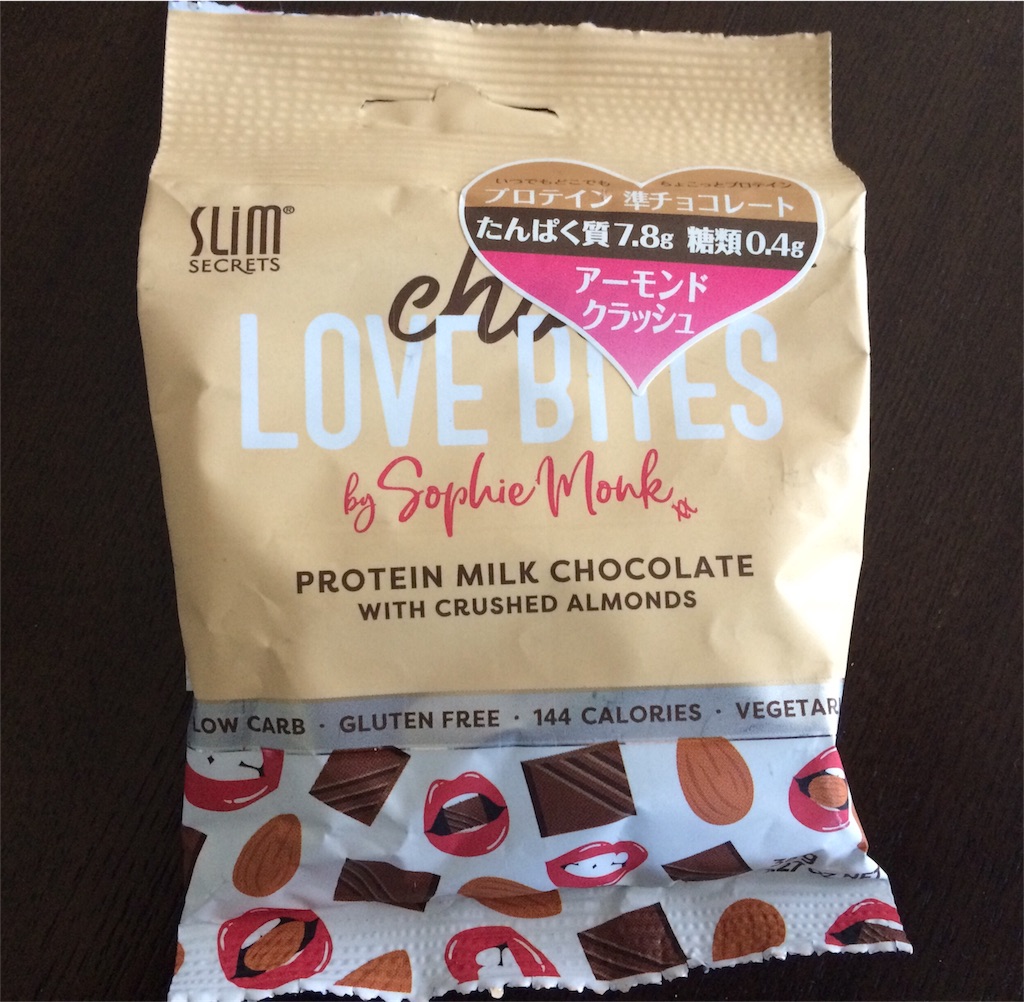 SLiM®
SECRETS
いつでもどこでも ちょこっとプロテイン
プロテイン 準チョコレート
たんぱく質7.8g 糖類0.4g
アーモンド
クラッシュ
LOVE BITES
by Sophie Monk xx
PROTEIN MILK CHOCOLATE
WITH CRUSHED ALMONDS
LOW CARB · GLUTEN FREE · 144 CALORIES · VEGETAR